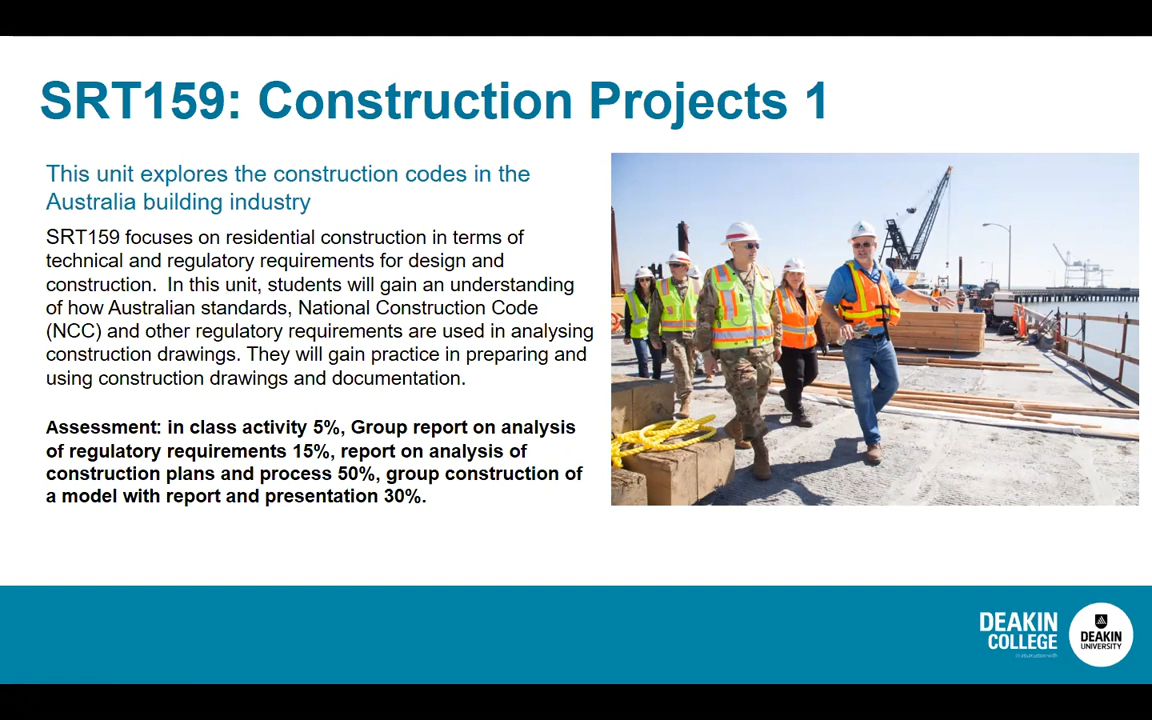 SRT159: Construction Projects 1
This unit explores the construction codes in the
Australia building industry
SRT159 focuses on residential construction in terms of
technical and regulatory requirements for design and
construction.  In this unit, students will gain an understanding
of how Australian standards, National Construction Code
(NCC) and other regulatory requirements are used in analysing
construction drawings. They will gain practice in preparing and
using construction drawings and documentation.
Assessment: in class activity 5%, Group report on analysis
of regulatory requirements 15%, report on analysis of
construction plans and process 50%, group construction of
a model with report and presentation 30%.
DEAKIN
COLLEGE
DEAKIN
UNIVERSITY